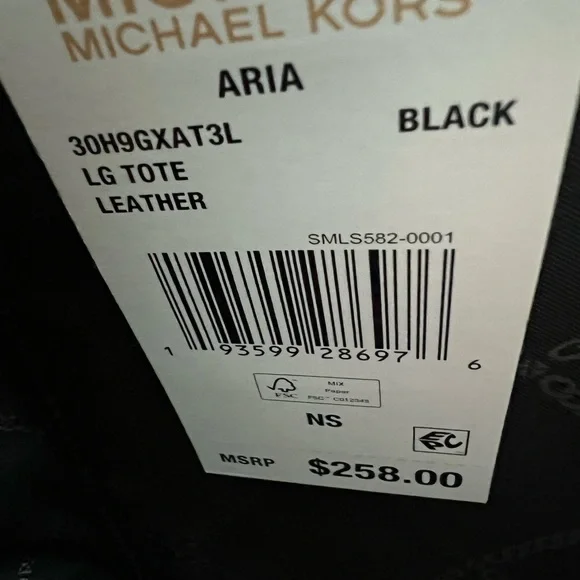 MICHAEL KORS
ARIA
30H9GXAT3L
BLACK
LG TOTE
LEATHER
SMLS582-0001
1 93599 28697 6
FSC
MIX
Paper
NS
EPC
MSRP $258.00